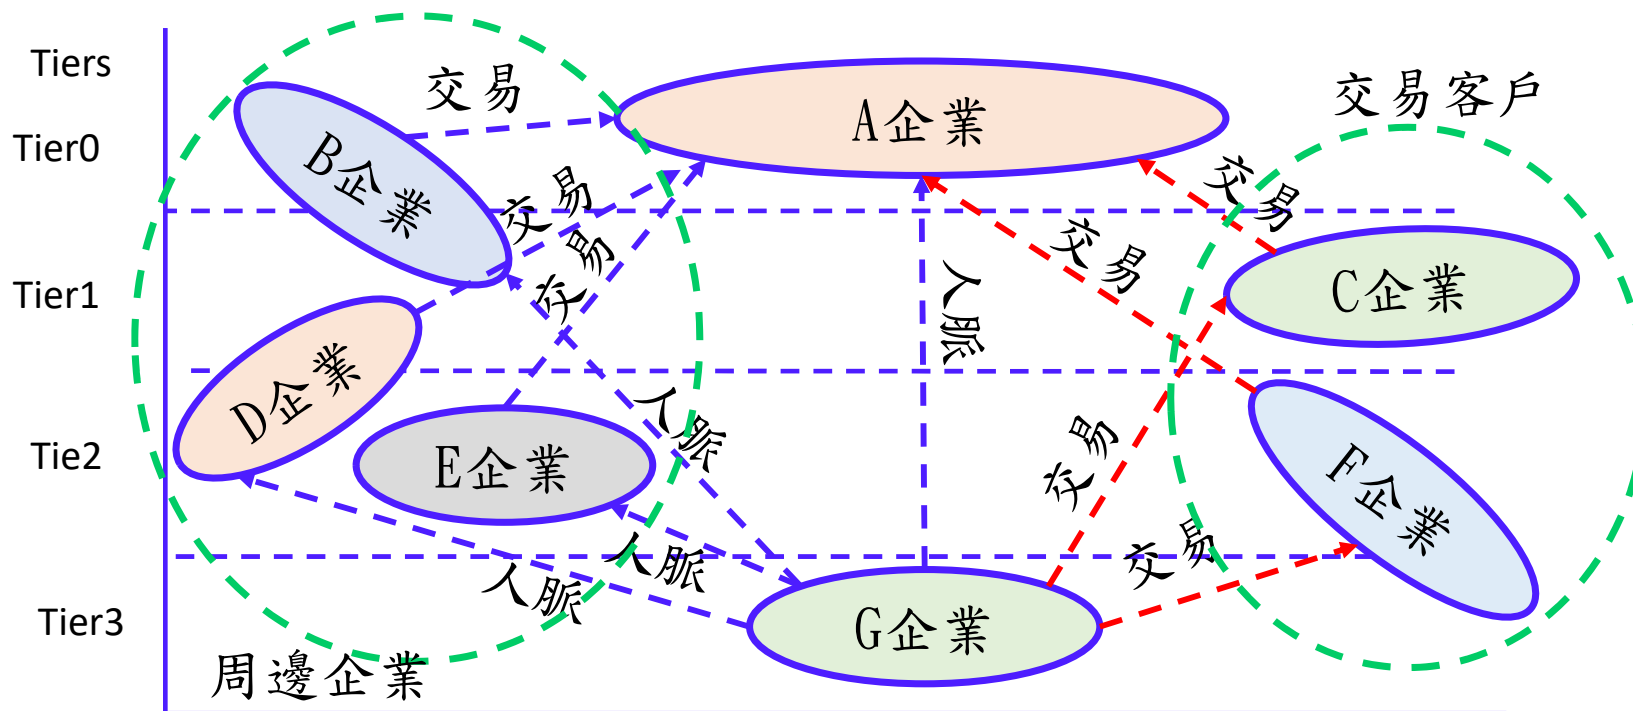 Tiers
交易
A企業
交易客戶
Tier0
B企業
交易
交易
交易
交易
交易
Tier1
人脈
C企業
D企業
人脈
交易
Tie2
E企業
F企業
人脈
人脈
交易
Tier3
G企業
周邊企業